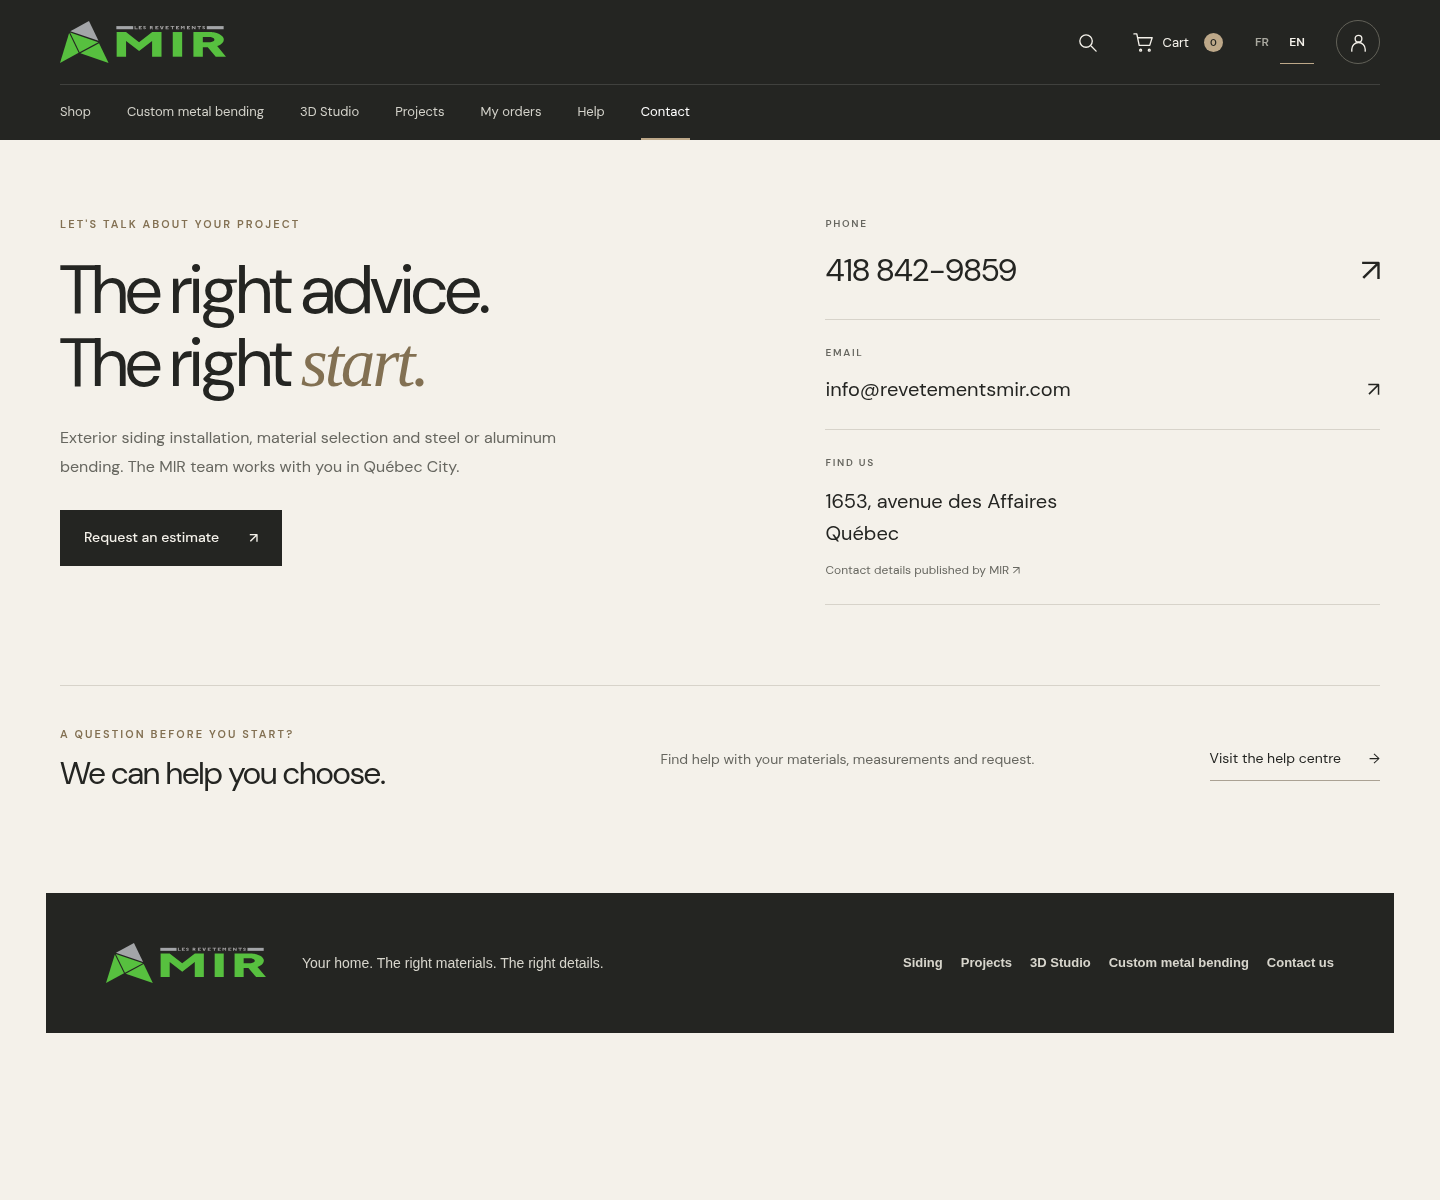 LES REVETEMENTS
MIR
Cart 0 FR EN
Shop Custom metal bending 3D Studio Projects My orders Help Contact
LET'S TALK ABOUT YOUR PROJECT
The right advice.
The right start.
Exterior siding installation, material selection and steel or aluminum
bending. The MIR team works with you in Québec City.
Request an estimate
PHONE
418 842-9859
EMAIL
info@revetementsmir.com
FIND US
1653, avenue des Affaires
Québec
Contact details published by MIR
A QUESTION BEFORE YOU START?
We can help you choose.
Find help with your materials, measurements and request.
Visit the help centre
LES REVETEMENTS
MIR
Your home. The right materials. The right details.
Siding Projects 3D Studio Custom metal bending Contact us